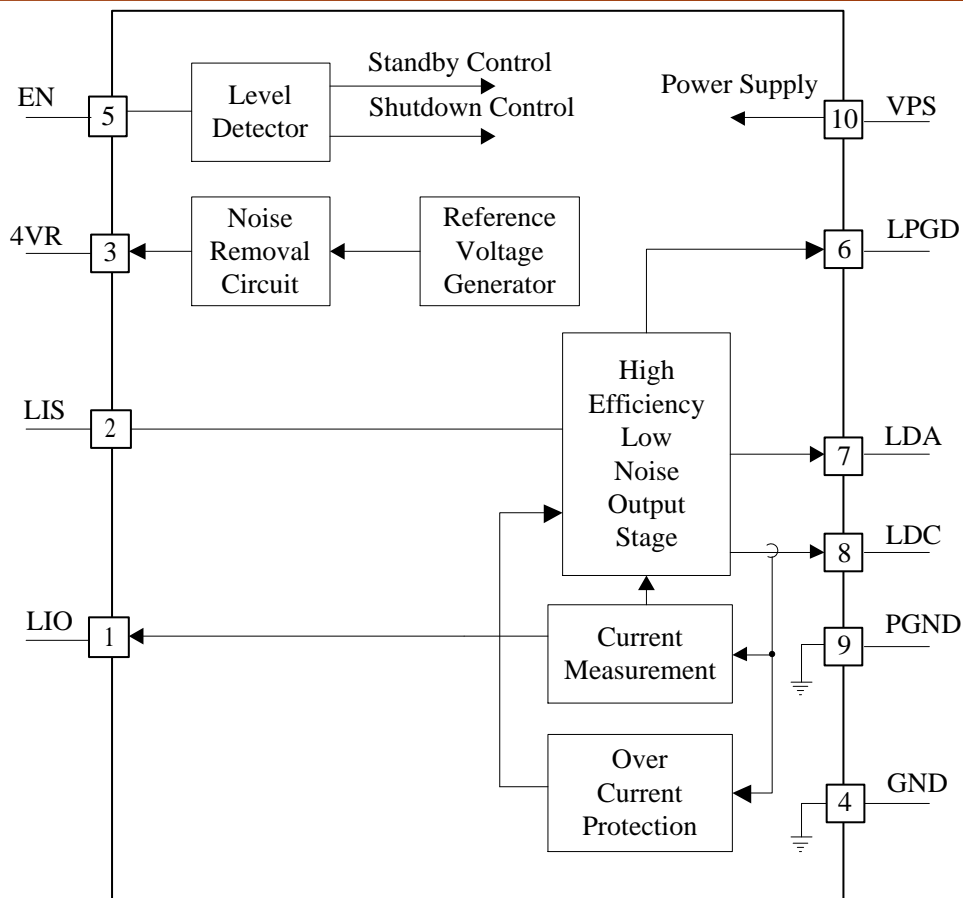 Standby Control
Power Supply
EN
5
Level
Detector
Shutdown Control
10
VPS
4VR
3
Noise
Removal
Circuit
Reference
Voltage
Generator
6
LPGD
LIS
2
High
Efficiency
Low
Noise
Output
Stage
7
LDA
8
LDC
LIO
1
Current
Measurement
9
PGND
Over
Current
Protection
4
GND